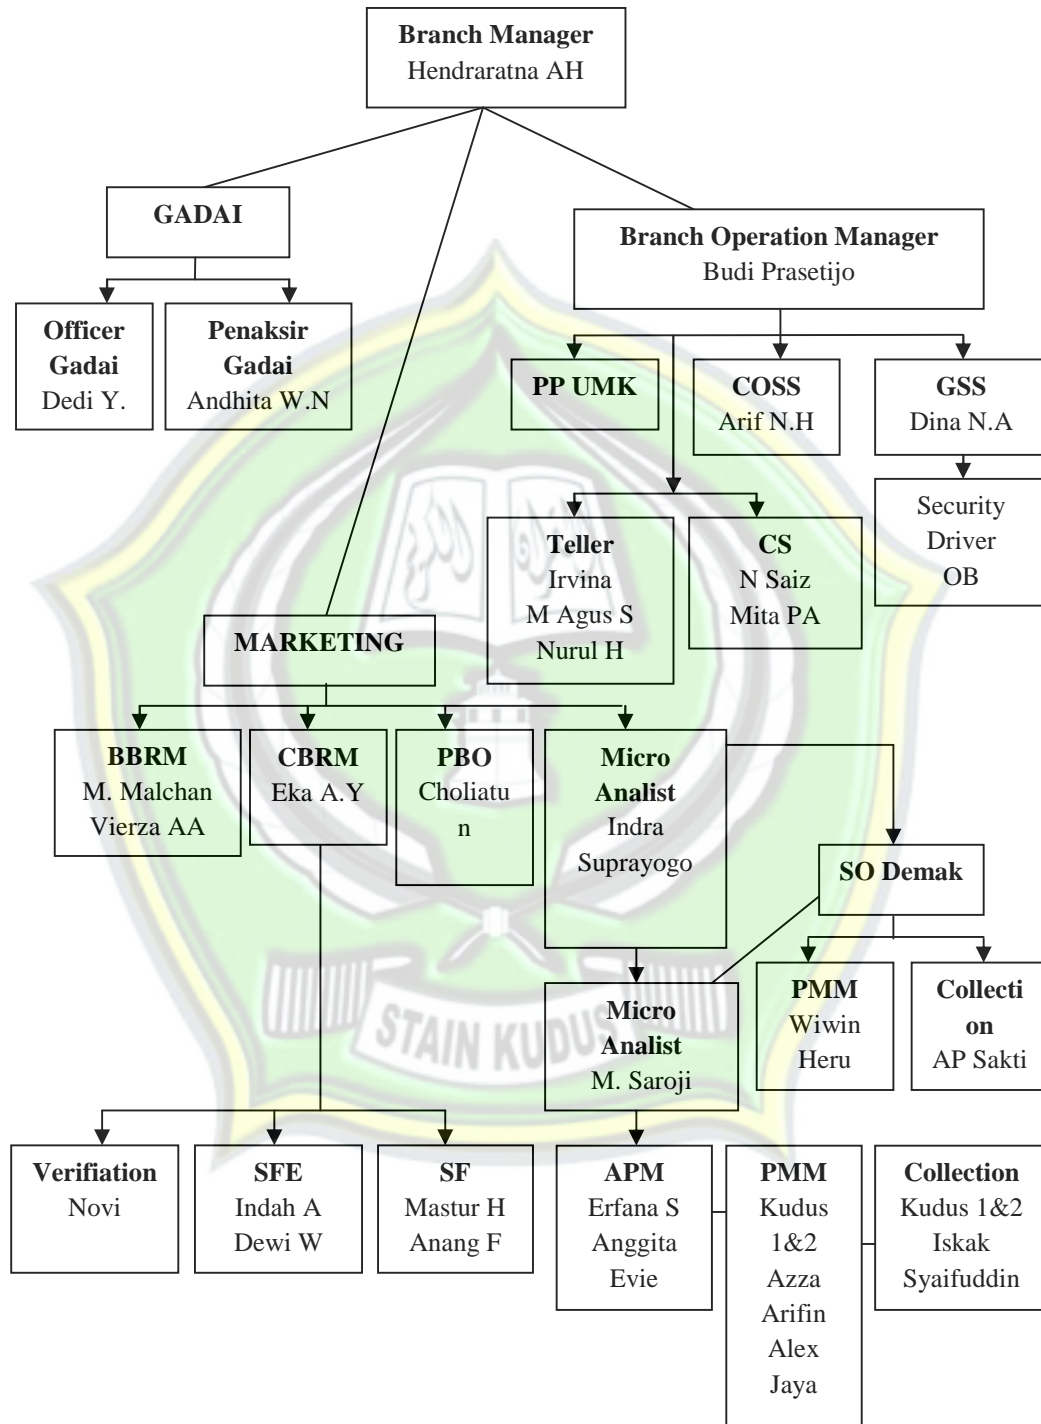 Branch Manager
Hendraratna AH
GADAI
Branch Operation Manager
Budi Prasetijo
Officer
Gadai
Dedi Y.
Penaksir
Gadai
Andhita W.N
PP UMK
COSS
Arif N.H
GSS
Dina N.A
Security
Driver
OB
Teller
Irvina
M Agus S
Nurul H
CS
N Saiz
Mita PA
MARKETING
BBRM
M. Malchan
Vierza AA
CBRM
Eka A.Y
PBO
Choliatu
n
Micro
Analist
Indra
Suprayogo
SO Demak
Micro
Analist
M. Saroji
PMM
Wiwin
Heru
Collecti
on
AP Sakti
STAIN KUDUS
Verifiation
Novi
SFE
Indah A
Dewi W
SF
Mastur H
Anang F
APM
Erfana S
Anggita
Evie
PMM
Kudus
1&2
Azza
Arifin
Alex
Jaya
Collection
Kudus 1&2
Iskak
Syaifuddin